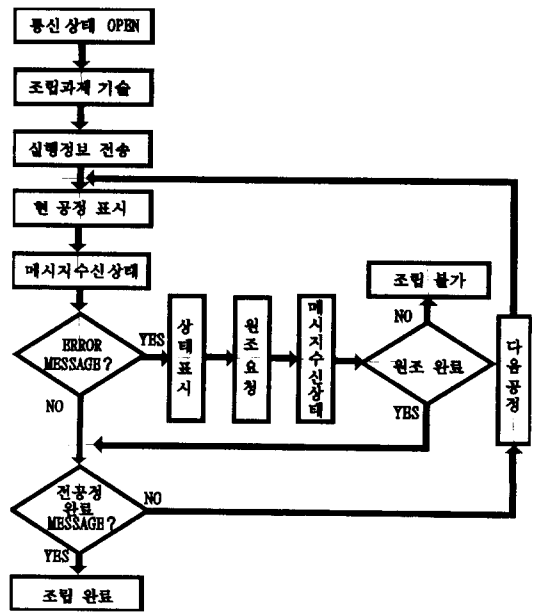 통신 상태 OPEN
조립과제 기술
실행정보 전송
현 공정 표시
메시지수신상태
ERROR
MESSAGE?
YES
NO
상태표시
원조요청
메시지수신상태
원조 완료
NO
조립 불가
YES
다음공정
전공정
완료
MESSAGE?
NO
YES
조립 완료